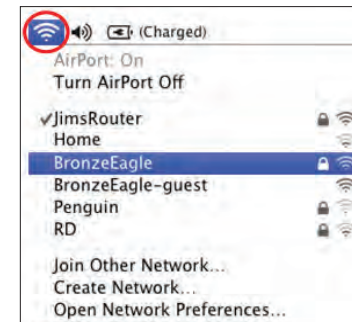 (Charged)
AirPort: On
Turn AirPort Off
✓JimsRouter
Home
BronzeEagle
BronzeEagle-guest
Penguin
RD
Join Other Network...
Create Network...
Open Network Preferences...